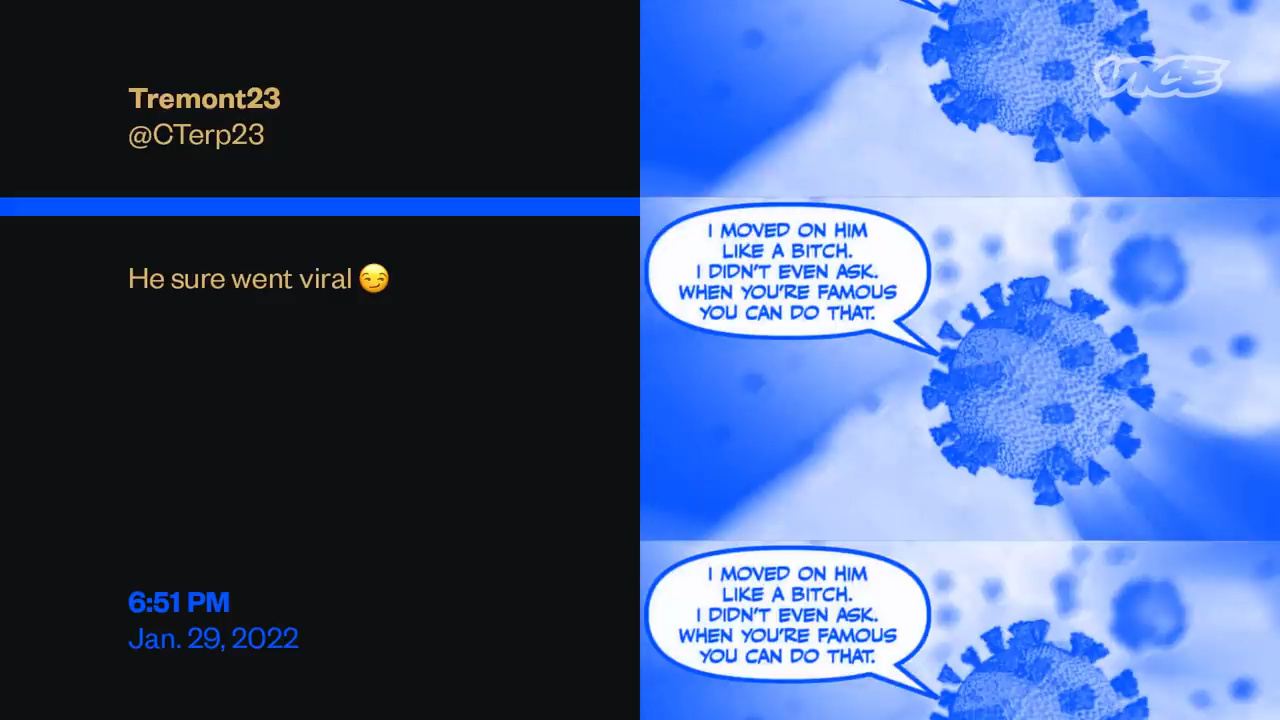 Tremont23
@CTerp23
He sure went viral 😏
6:51 PM
Jan. 29, 2022
VICE
I MOVED ON HIM
LIKE A BITCH.
I DIDN'T EVEN ASK.
WHEN YOU'RE FAMOUS
YOU CAN DO THAT.
I MOVED ON HIM
LIKE A BITCH.
I DIDN'T EVEN ASK.
WHEN YOU'RE FAMOUS
YOU CAN DO THAT.